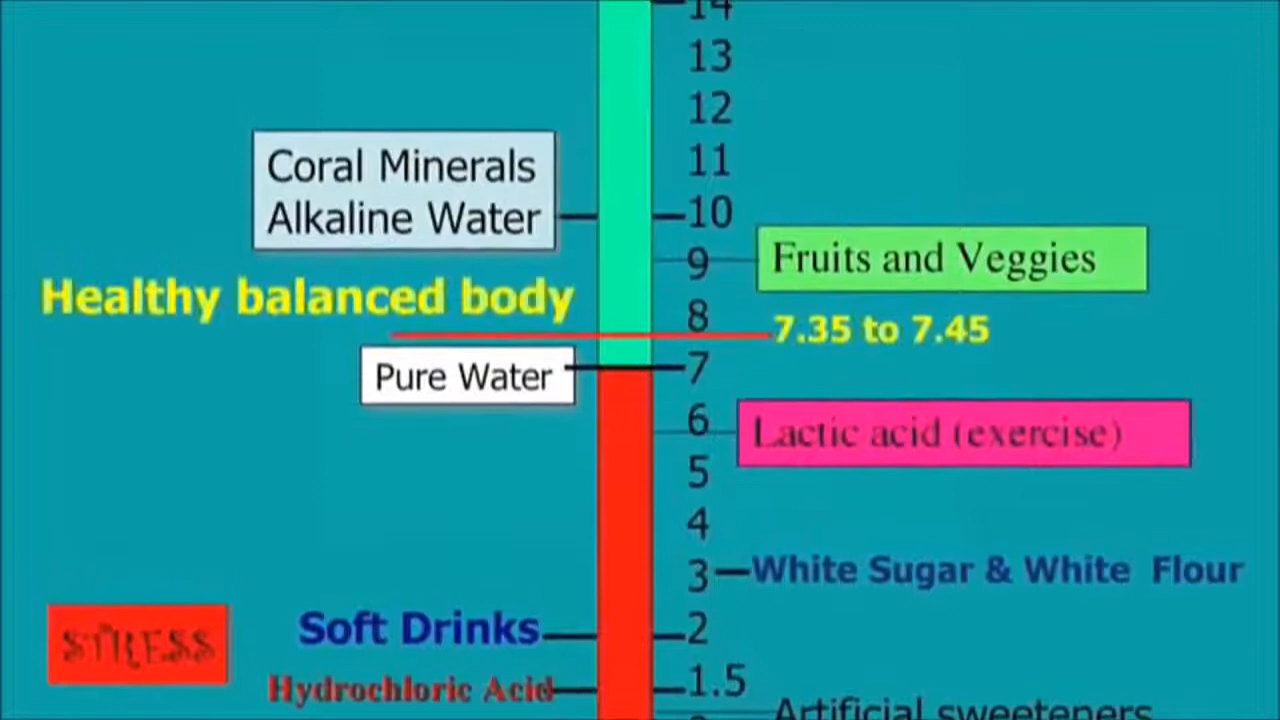 14
13
12
Coral Minerals
11
Alkaline Water
10
Fruits and Veggies
9
Healthy balanced body
8
7.35 to 7.45
Pure Water
7
6
Lactic acid (exercise)
5
4
3
White Sugar & White Flour
STRESS
Soft Drinks
2
Hydrochloric Acid
1.5
Artificial sweeteners